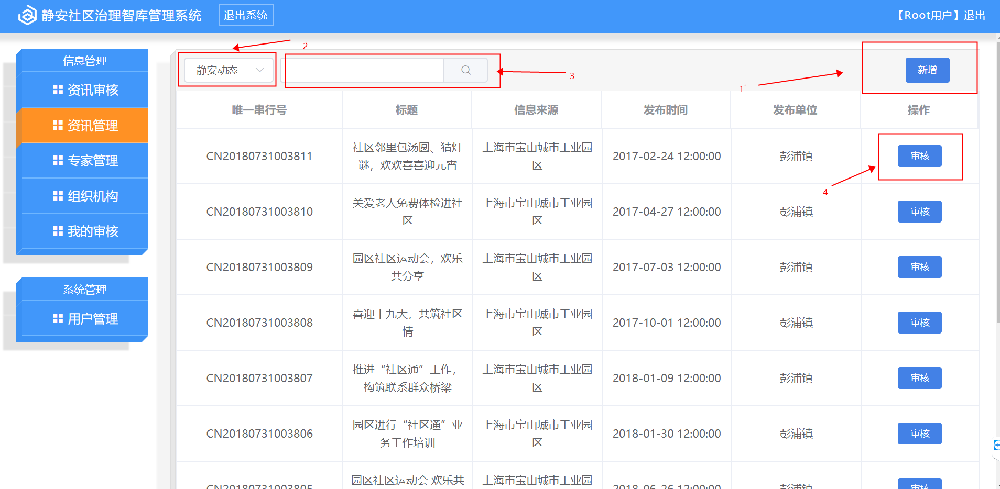 静安社区治理智库管理系统 退出系统 【Root用户】退出
信息管理
资讯审核
资讯管理
专家管理
组织机构
我的审核
系统管理
用户管理
2
静安动态
3
1
新增
唯一串行号 标题 信息来源 发布时间 发布单位 操作
CN20180731003811 社区邻里包汤圆、猜灯 上海市宝山城市工业园 2017-02-24 12:00:00 彭浦镇 审核
谜，欢欢喜喜迎元宵 区
4
CN20180731003810 关爱老人免费体检进社 上海市宝山城市工业园 2017-04-27 12:00:00 彭浦镇 审核
区 区
CN20180731003809 园区社区运动会，欢乐 上海市宝山城市工业园 2017-07-03 12:00:00 彭浦镇 审核
共分享 区
CN20180731003808 喜迎十九大，共筑社区 上海市宝山城市工业园 2017-10-01 12:00:00 彭浦镇 审核
情 区
CN20180731003807 推进“社区通”工作， 上海市宝山城市工业园 2018-01-09 12:00:00 彭浦镇 审核
构筑联系群众桥梁 区
CN20180731003806 园区进行“社区通”业 上海市宝山城市工业园 2018-01-30 12:00:00 彭浦镇 审核
务工作培训 区
CN20180731003805 园区社区运动会 欢乐共 上海市宝山城市工业园 2018-06-26 12:00:00 彭浦镇 审核